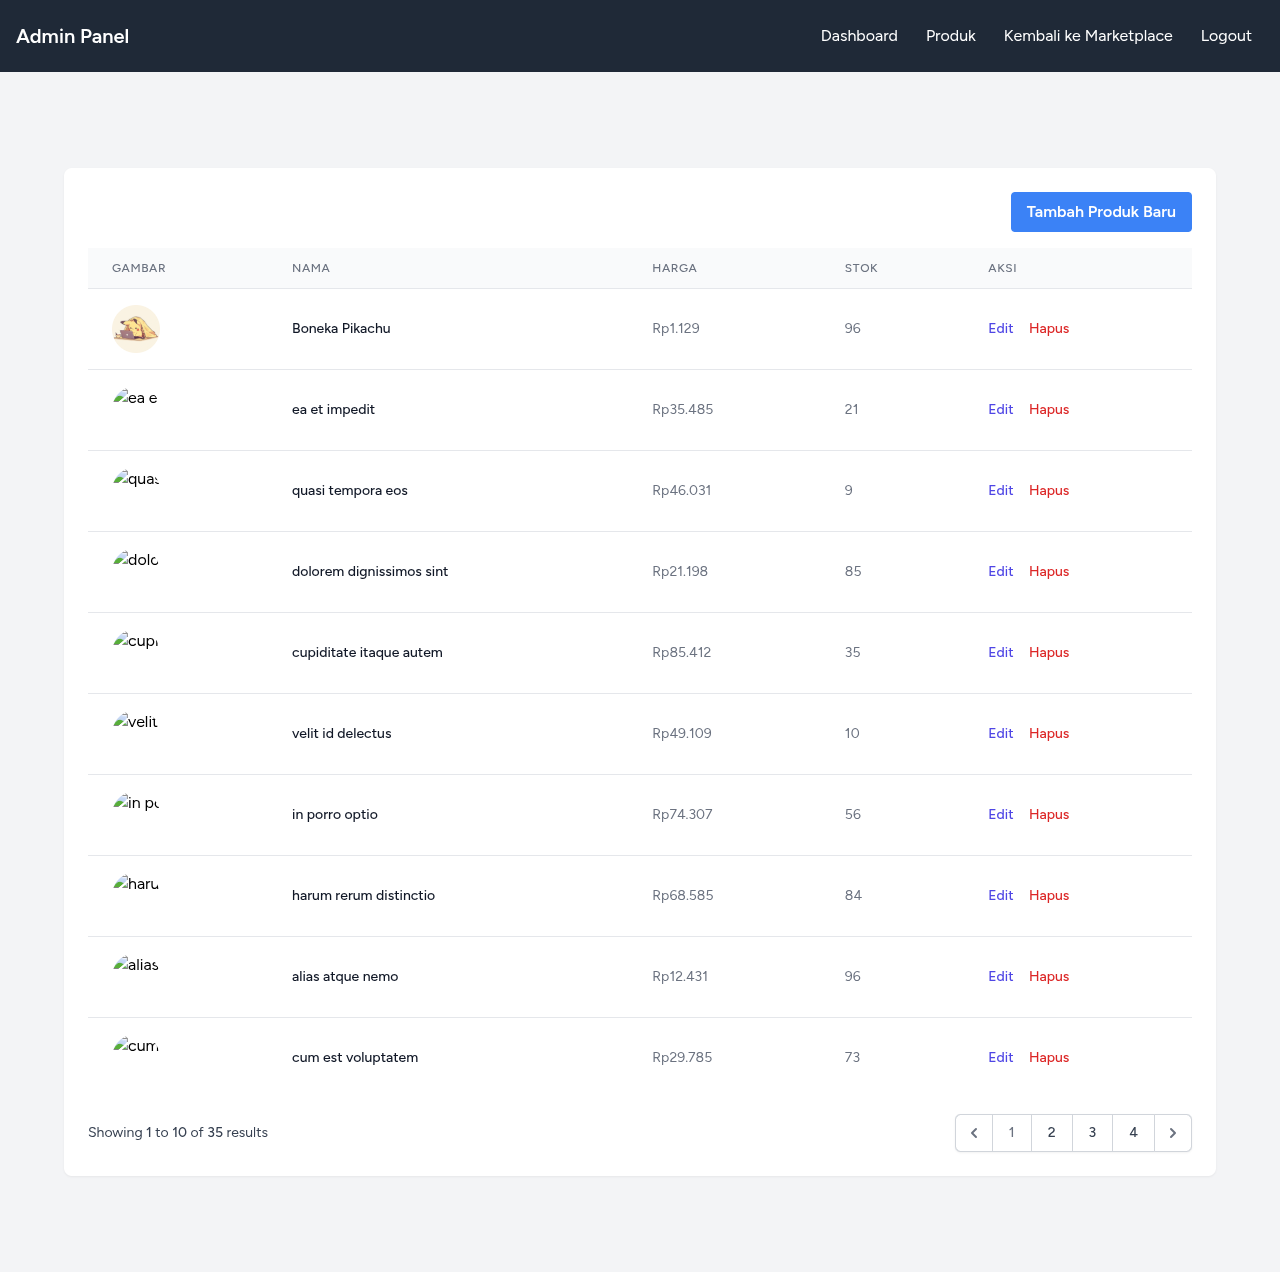 Admin Panel Dashboard Produk Kembali ke Marketplace Logout
Tambah Produk Baru
GAMBAR NAMA HARGA STOK AKSI
Boneka Pikachu Rp1.129 96 Edit Hapus
ea e ea et impedit Rp35.485 21 Edit Hapus
quas quasi tempora eos Rp46.031 9 Edit Hapus
dolo dolorem dignissimos sint Rp21.198 85 Edit Hapus
cupi cupiditate itaque autem Rp85.412 35 Edit Hapus
velit velit id delectus Rp49.109 10 Edit Hapus
in po in porro optio Rp74.307 56 Edit Hapus
haru harum rerum distinctio Rp68.585 84 Edit Hapus
alias alias atque nemo Rp12.431 96 Edit Hapus
cum cum est voluptatem Rp29.785 73 Edit Hapus
Showing 1 to 10 of 35 results 1 2 3 4